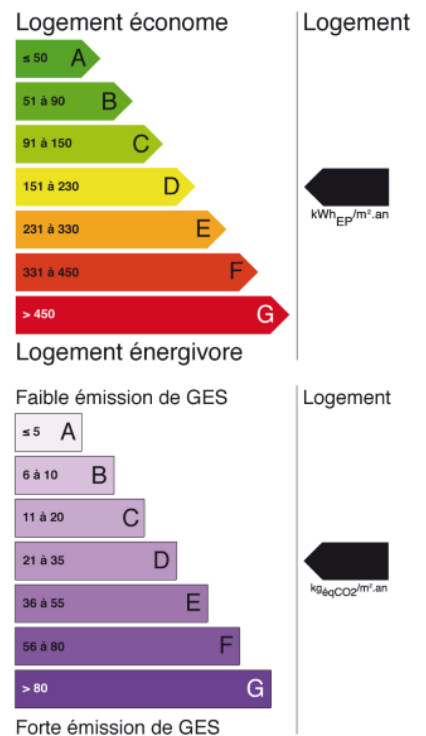 Logement économe
Logement
≤ 50 A
51 à 90 B
91 à 150 C
151 à 230 D
231 à 330 E
331 à 450 F
> 450 G
kWhEP/m².an
Logement énergivore
Faible émission de GES
Logement
≤ 5 A
6 à 10 B
11 à 20 C
21 à 35 D
36 à 55 E
56 à 80 F
> 80 G
kgéqCO2/m².an
Forte émission de GES